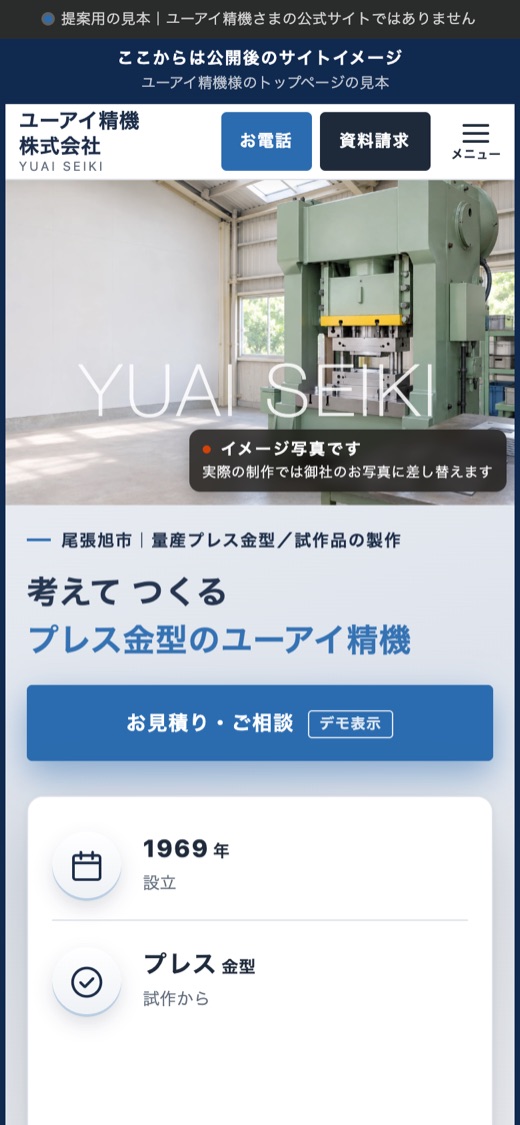 提案用の見本｜ユーアイ精機さまの公式サイトではありません
ここからは公開後のサイトイメージ
ユーアイ精機様のトップページの見本
ユーアイ精機
株式会社
YUAI SEIKI
お電話
資料請求
メニュー
YUAI SEIKI
イメージ写真です
実際の制作では御社のお写真に差し替えます
尾張旭市｜量産プレス金型／試作品の製作
考えて つくる
プレス金型のユーアイ精機
お見積り・ご相談 デモ表示
1969 年
設立
プレス 金型
試作から